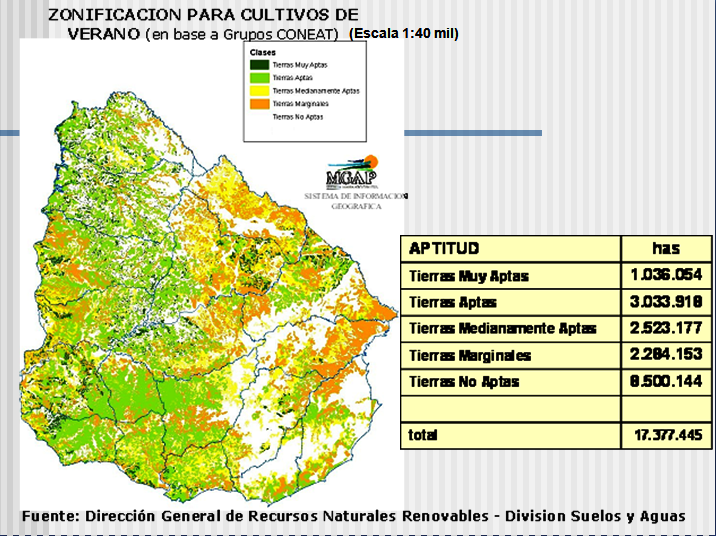 ZONIFICACION PARA CULTIVOS DE
VERANO (en base a Grupos CONEAT) (Escala 1:40 mil)
Clases
Tierras Muy Aptas
Tierras Aptas
Tierras Medianamente Aptas
Tierras Marginales
Tierras No Aptas
MGAP
SISTEMA DE INFORMACION
GEOGRAFICA
APTITUD has
Tierras Muy Aptas 1.036.054
Tierras Aptas 3.033.918
Tierras Medianamente Aptas 2.523.177
Tierras Marginales 2.284.153
Tierras No Aptas 8.500.144
total 17.377.445
Fuente: Dirección General de Recursos Naturales Renovables - Division Suelos y Aguas